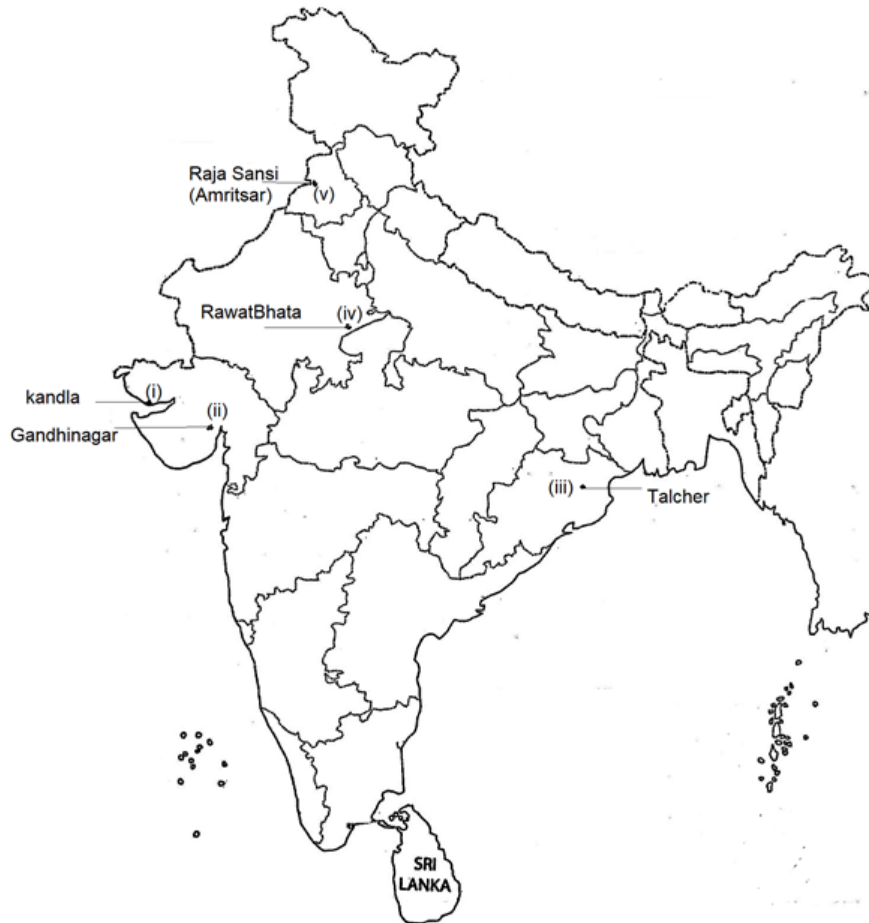 Raja Sansi
(Amritsar)
(v)
RawatBhata
(iv)
kandla
(i)
(ii)
Gandhinagar
(iii)
Talcher
SRI
LANKA